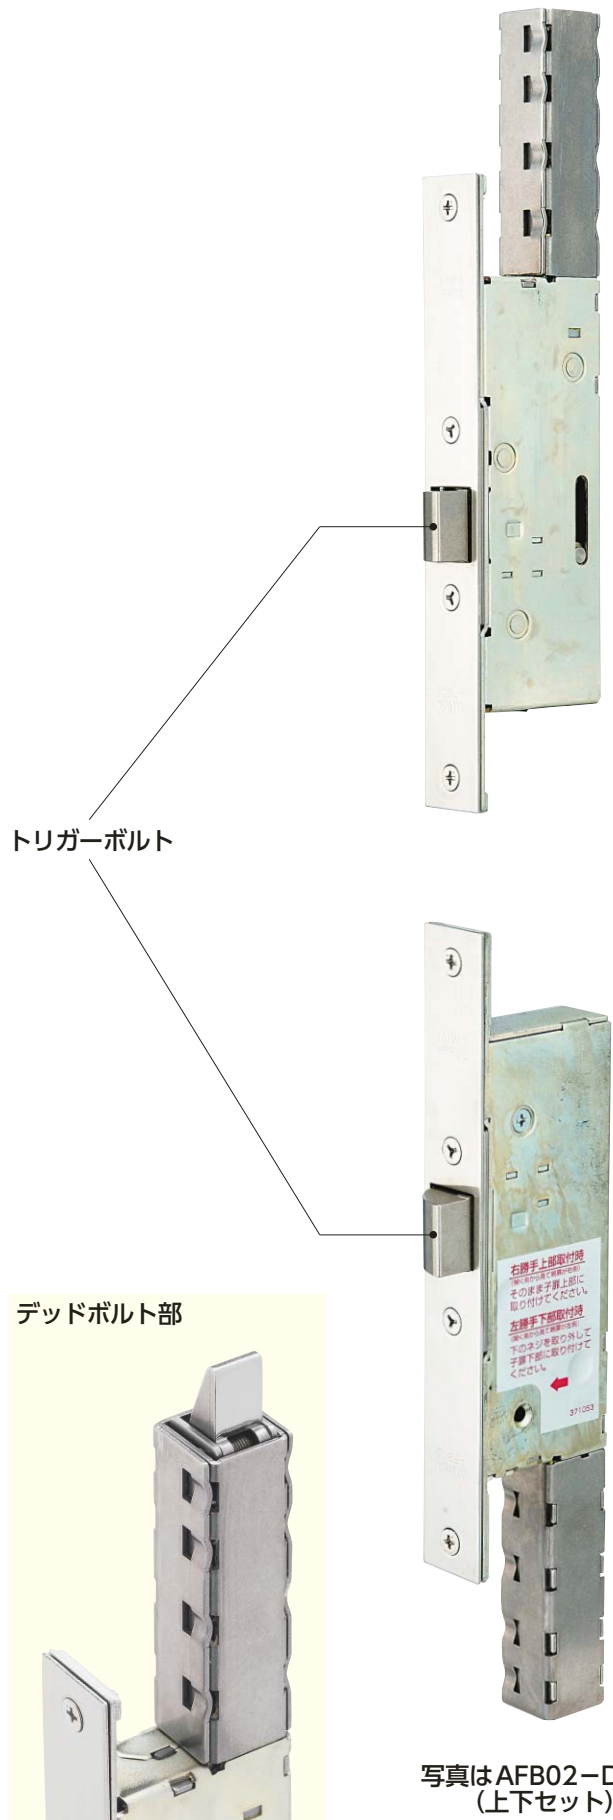 トリガーボルト
右勝手上部取付時
そのまま子扉上部に
取り付けてください。
左勝手下部取付時
下のネジを取り外して
子扉下部に取り付けて
ください。
371053
デッドボルト部
写真はAFB02-D
(上下セット)